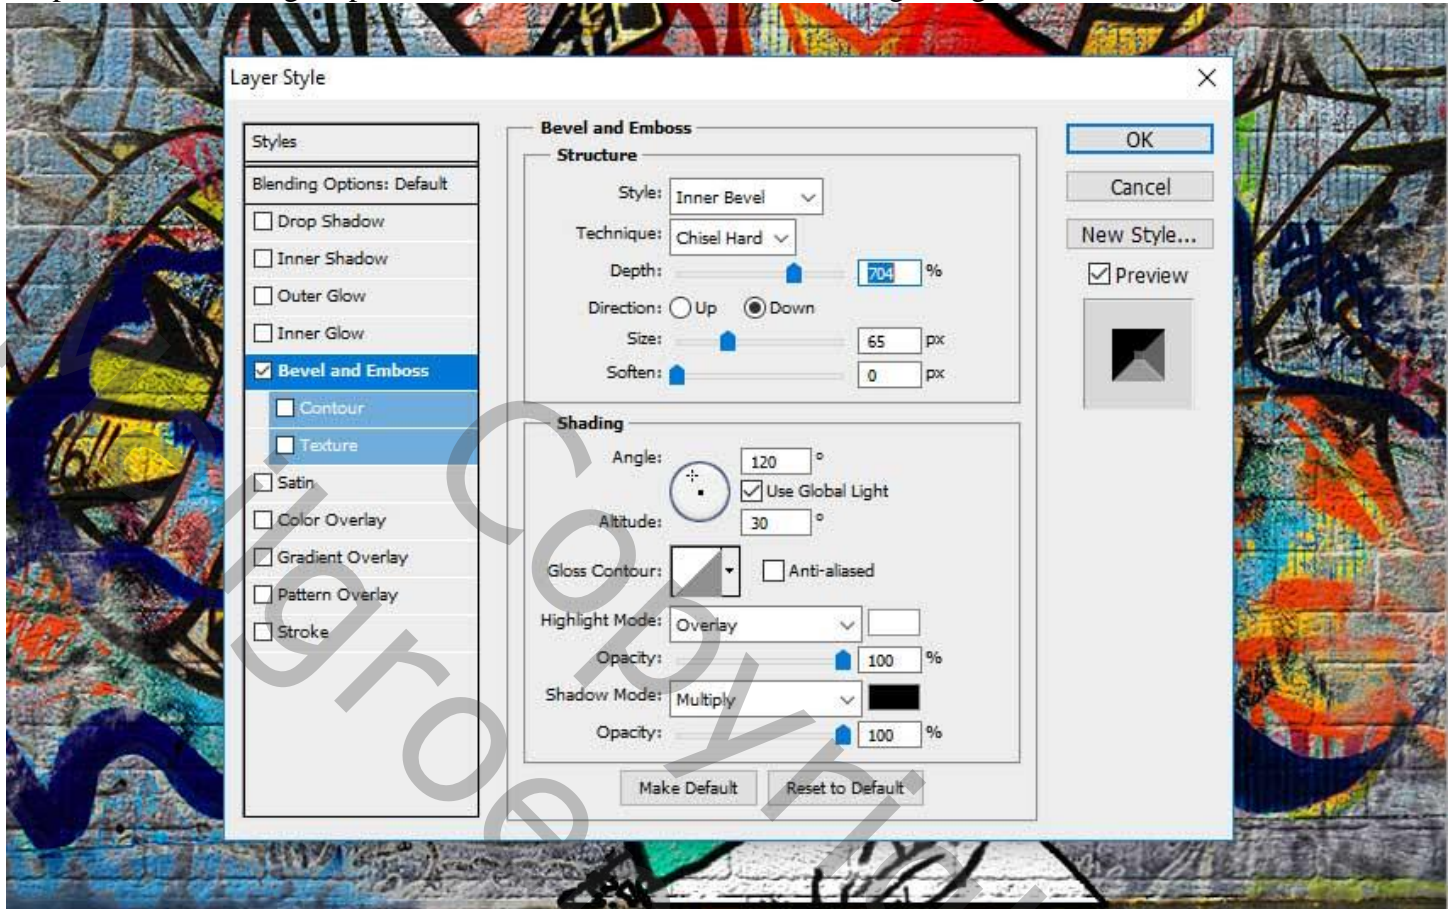 Layer Style
Styles
Blending Options: Default
Drop Shadow
Inner Shadow
Outer Glow
Inner Glow
Bevel and Emboss
Contour
Texture
Satin
Color Overlay
Gradient Overlay
Pattern Overlay
Stroke
Bevel and Emboss
Structure
Style: Inner Bevel
Technique: Chisel Hard
Depth: 704 %
Direction: Up Down
Size: 65 px
Soften: 0 px
Shading
Angle: 120 °
Use Global Light
Altitude: 30 °
Gloss Contour: Anti-aliased
Highlight Mode: Overlay
Opacity: 100 %
Shadow Mode: Multiply
Opacity: 100 %
Make Default Reset to Default
OK
Cancel
New Style...
Preview